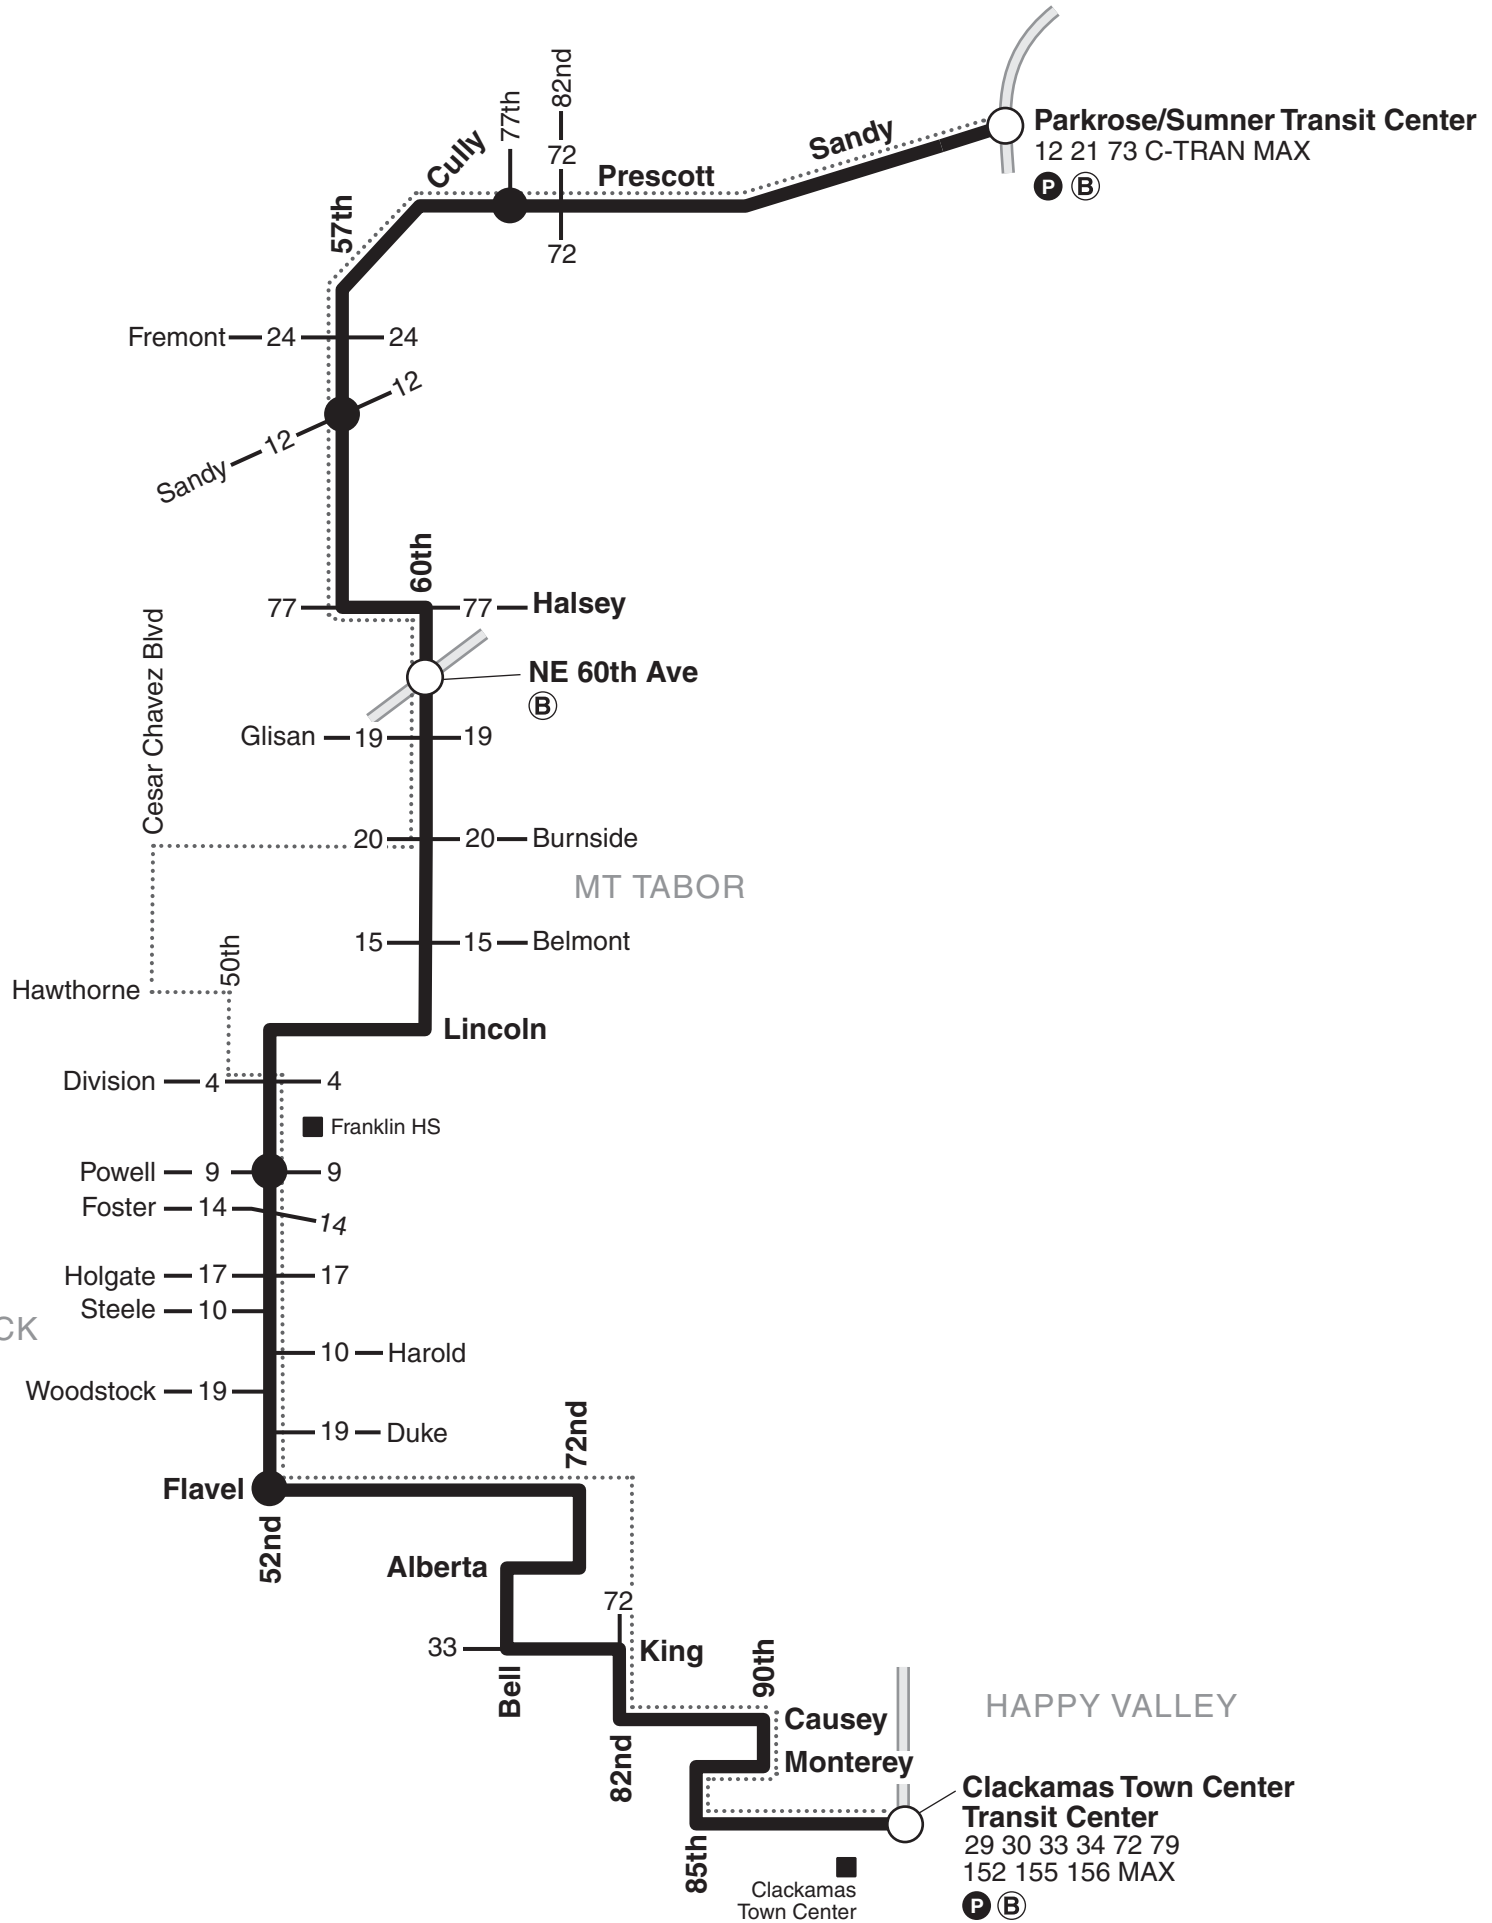 82nd
77th
72
Cully
Prescott
Sandy
Parkrose/Sumner Transit Center
12 21 73 C-TRAN MAX
P B
57th
72
Fremont 24 24
12
Sandy 12
60th
77 77 Halsey
Cesar Chavez Blvd
NE 60th Ave
B
Glisan 19 19
20 20 Burnside
MT TABOR
15 15 Belmont
50th
Hawthorne
Lincoln
Division 4 4
Franklin HS
Powell 9 9
Foster 14 14
Holgate 17 17
Steele 10
CK
10 Harold
Woodstock 19
19 Duke
72nd
Flavel
52nd
Alberta
72
33
King
Bell
90th
HAPPY VALLEY
Causey
82nd
Monterey
Clackamas Town Center
Transit Center
29 30 33 34 72 79
152 155 156 MAX
P B
85th
Clackamas
Town Center